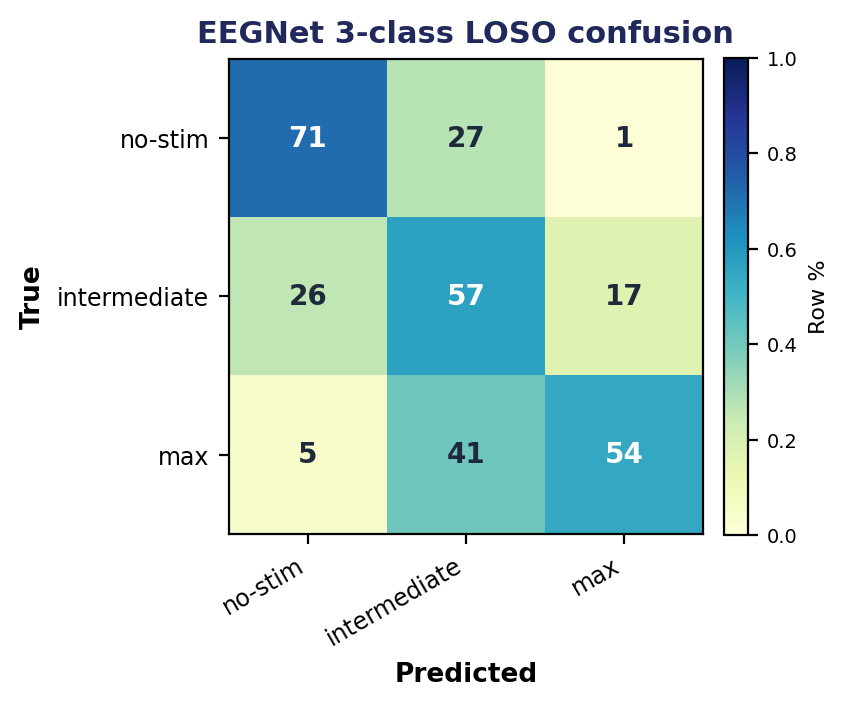 EEGNet 3-class LOSO confusion
True
no-stim 71 27 1
intermediate 26 57 17
max 5 41 54
no-stim intermediate max
Predicted
1.0
0.8
0.6
0.4
0.2
0.0
Row %